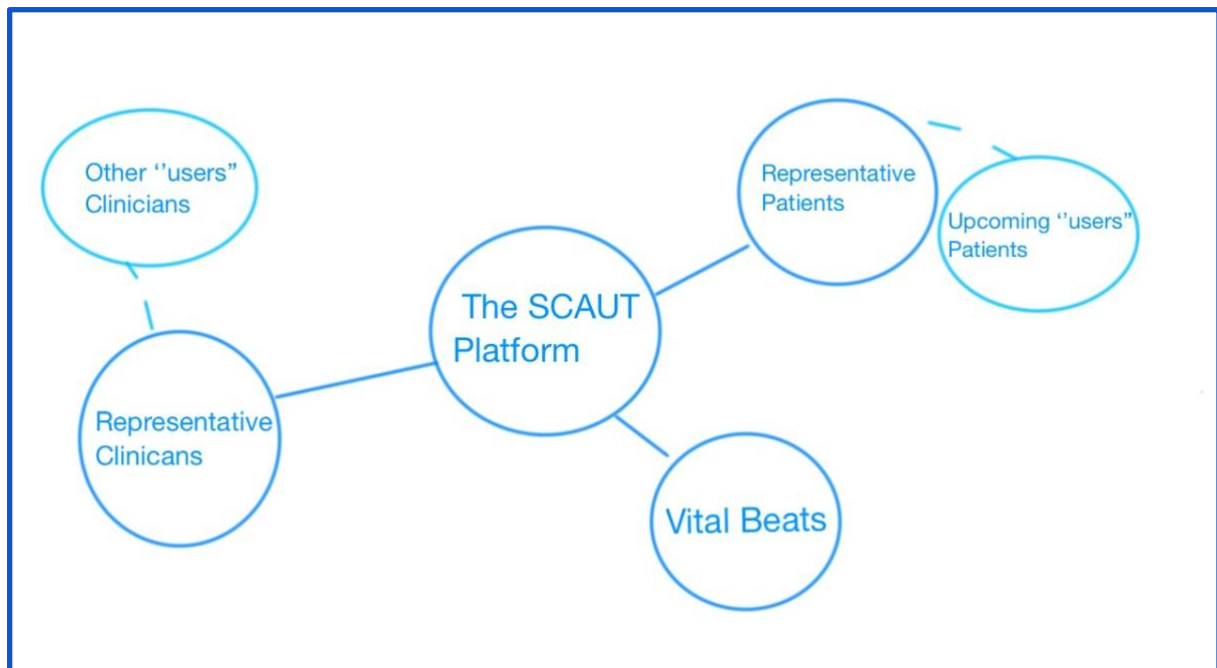 Other ‘‘users”
Clinicians
Representative
Patients
Upcoming ‘‘users”
Patients
The SCAUT
Platform
Representative
Clinicans
Vital Beats